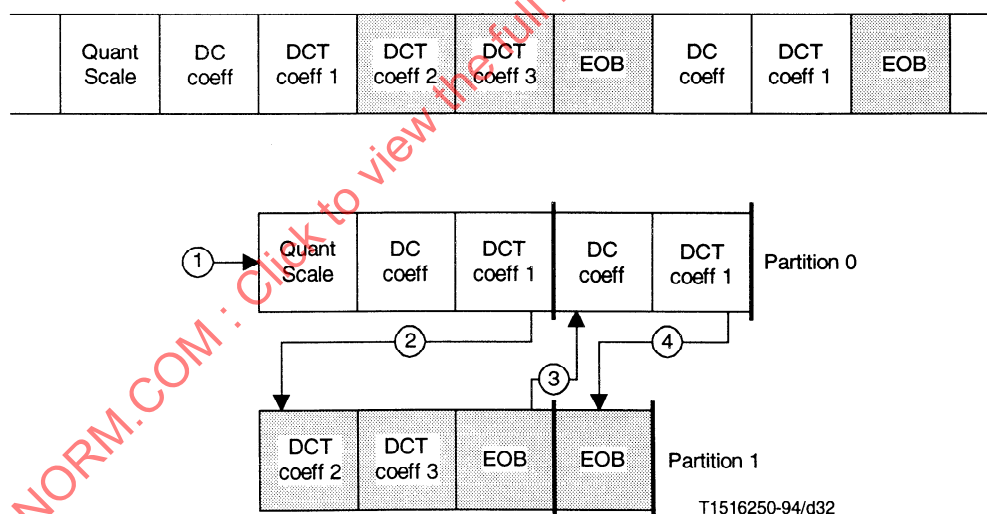 Quant Scale
DC coeff
DCT coeff 1
DCT coeff 2
DCT coeff 3
EOB
DC coeff
DCT coeff 1
EOB
Quant Scale
DC coeff
DCT coeff 1
DC coeff
DCT coeff 1
Partition 0
1
2
3
4
DCT coeff 2
DCT coeff 3
EOB
EOB
Partition 1
T1516250-94/d32
NORM.COM : Click to view the full